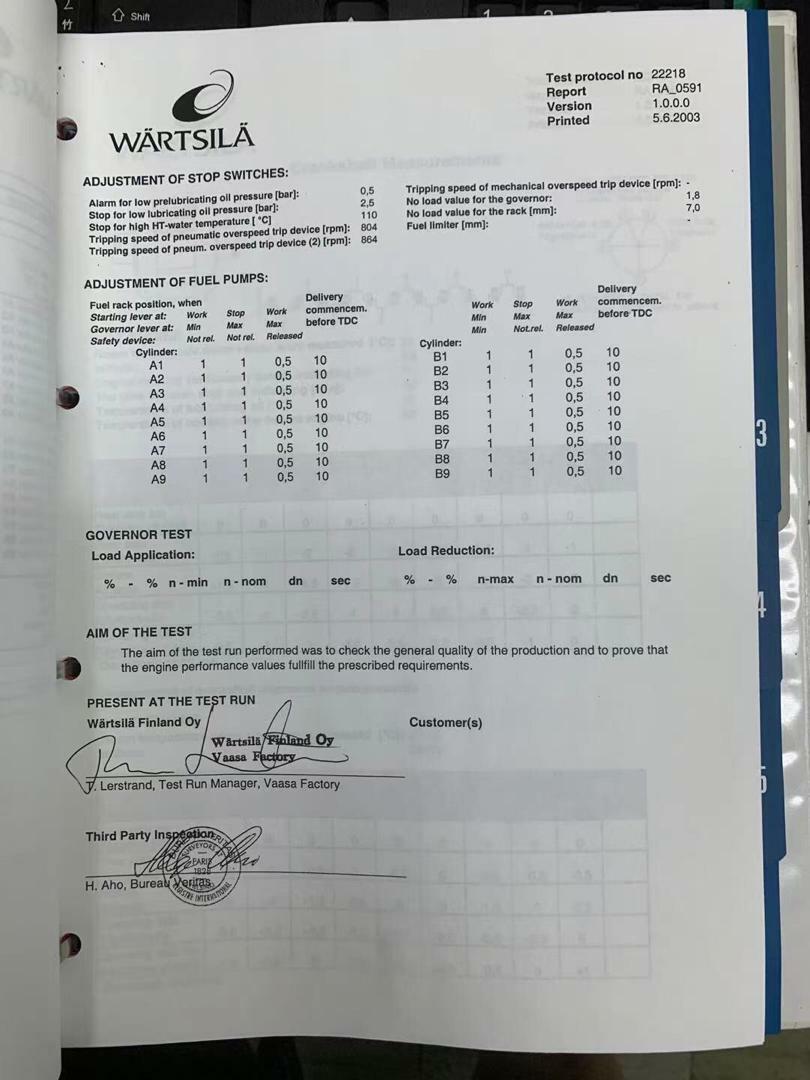 Shift
WÄRTSILÄ
Test protocol no 22218
Report RA_0591
Version 1.0.0.0
Printed 5.6.2003
ADJUSTMENT OF STOP SWITCHES:
Alarm for low prelubricating oil pressure [bar]: 0,5
Stop for low lubricating oil pressure [bar]: 2,5
Stop for high HT-water temperature [ °C] 110
Tripping speed of pneumatic overspeed trip device [rpm]: 804
Tripping speed of pneum. overspeed trip device (2) [rpm]: 864
Tripping speed of mechanical overspeed trip device [rpm]: -
No load value for the governor: 1,8
No load value for the rack [mm]: 7,0
Fuel limiter [mm]: -
ADJUSTMENT OF FUEL PUMPS:
Fuel rack position, when
Starting lever at: Work Stop Work
Governor lever at: Min Max Max
Safety device: Not rel. Not rel. Released
Delivery
commencem.
before TDC
Cylinder:
A1 1 1 0,5 10
A2 1 1 0,5 10
A3 1 1 0,5 10
A4 1 1 0,5 10
A5 1 1 0,5 10
A6 1 1 0,5 10
A7 1 1 0,5 10
A8 1 1 0,5 10
A9 1 1 0,5 10
Work Stop Work
Min Max Max
Min Not.rel. Released
Delivery
commencem.
before TDC
Cylinder:
B1 1 1 0,5 10
B2 1 1 0,5 10
B3 1 1 0,5 10
B4 1 1 0,5 10
B5 1 1 0,5 10
B6 1 1 0,5 10
B7 1 1 0,5 10
B8 1 1 0,5 10
B9 1 1 0,5 10
GOVERNOR TEST
Load Application:
% - % n - min n - nom dn sec
Load Reduction:
% - % n-max n - nom dn sec
AIM OF THE TEST
The aim of the test run performed was to check the general quality of the production and to prove that
the engine performance values fullfill the prescribed requirements.
PRESENT AT THE TEST RUN
Wärtsilä Finland Oy
Customer(s)
Wärtsilä Finland Oy
Vaasa Factory
T. Lerstrand, Test Run Manager, Vaasa Factory
Third Party Inspection
SURVEYORS
PARIS
1828
H. Aho, Bureau Veritas
REGISTRE INTERNATIONAL
3
4
5